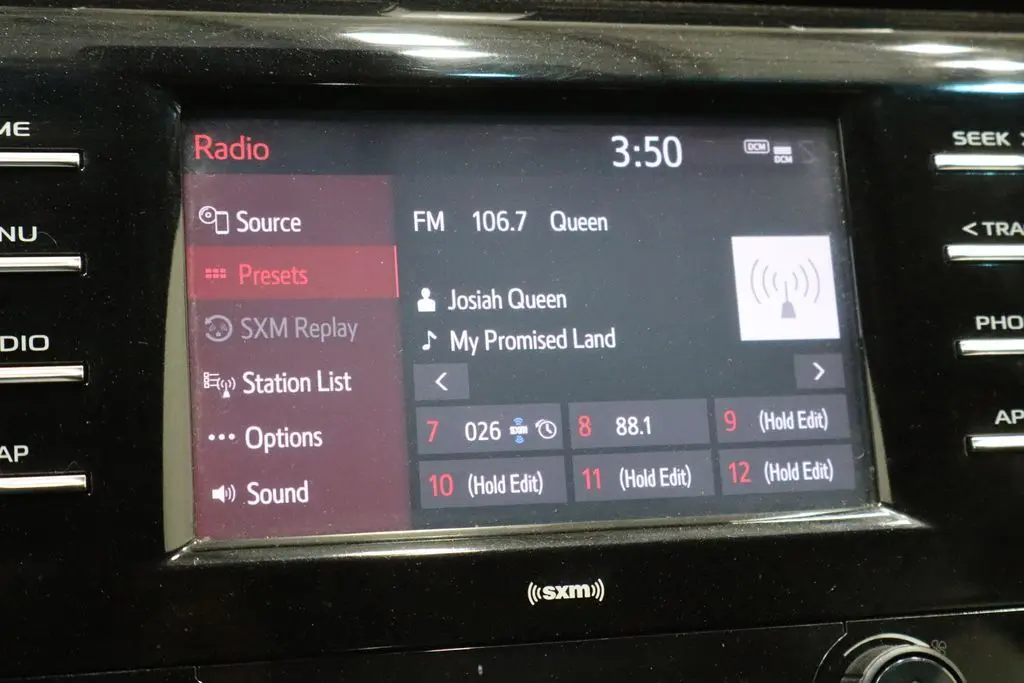 Radio
3:50
DCM
DCM
Source
Presets
SXM Replay
Station List
Options
Sound
FM 106.7 Queen
Josiah Queen
My Promised Land
<
>
7 026 sxm
8 88.1
9 (Hold Edit)
10 (Hold Edit)
11 (Hold Edit)
12 (Hold Edit)
ME
NU
DIO
AP
SEEK >
< TRA
PHO
AP
((sxm))